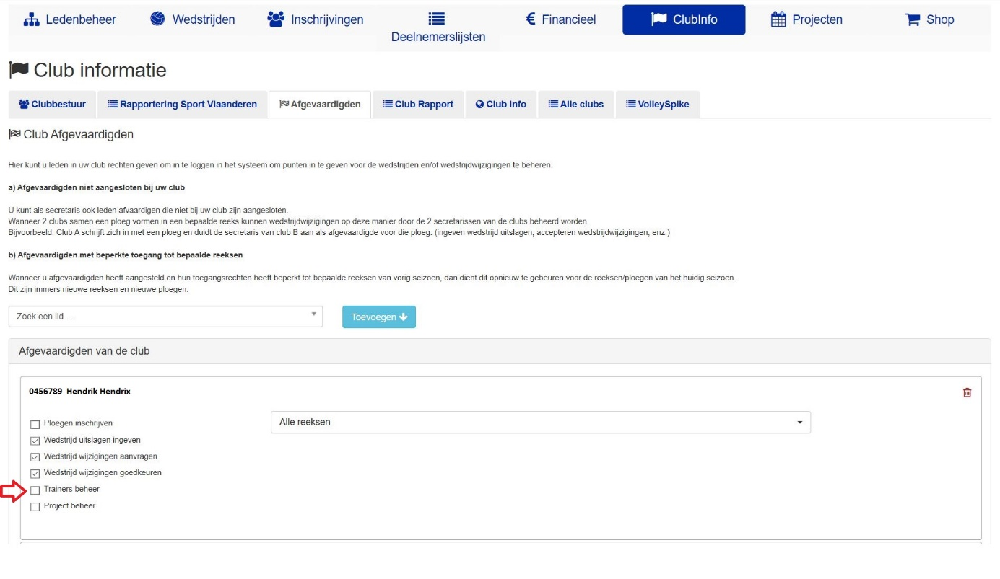 Ledenbeheer
Wedstrijden
Inschrijvingen
Deelnemerslijsten
Financieel
ClubInfo
Projecten
Shop
Club informatie
Clubbestuur
Rapportering Sport Vlaanderen
Afgevaardigden
Club Rapport
Club Info
Alle clubs
VolleySpike
Club Afgevaardigden
Hier kunt u leden in uw club rechten geven om in te loggen in het systeem om punten in te geven voor de wedstrijden en/of wedstrijdwijzigingen te beheren.
a) Afgevaardigden niet aangesloten bij uw club
U kunt als secretaris ook leden afvaardigen die niet bij uw club zijn aangesloten.
Wanneer 2 clubs samen een ploeg vormen in een bepaalde reeks kunnen wedstrijdwijzigingen op deze manier door de 2 secretarissen van de clubs beheerd worden.
Bijvoorbeeld: Club A schrijft zich in met een ploeg en duidt de secretaris van club B aan als afgevaardigde voor die ploeg. (ingeven wedstrijd uitslagen, accepteren wedstrijdwijzigingen, enz.)
b) Afgevaardigden met beperkte toegang tot bepaalde reeksen
Wanneer u afgevaardigden heeft aangesteld en hun toegangsrechten heeft beperkt tot bepaalde reeksen van vorig seizoen, dan dient dit opnieuw te gebeuren voor de reeksen/ploegen van het huidig seizoen.
Dit zijn immers nieuwe reeksen en nieuwe ploegen.
Zoek een lid ...
Toevoegen
Afgevaardigden van de club
0456789 Hendrik Hendrix
Ploegen inschrijven
Alle reeksen
Wedstrijd uitslagen ingeven
Wedstrijd wijzigingen aanvragen
Wedstrijd wijzigingen goedkeuren
Trainers beheer
Project beheer